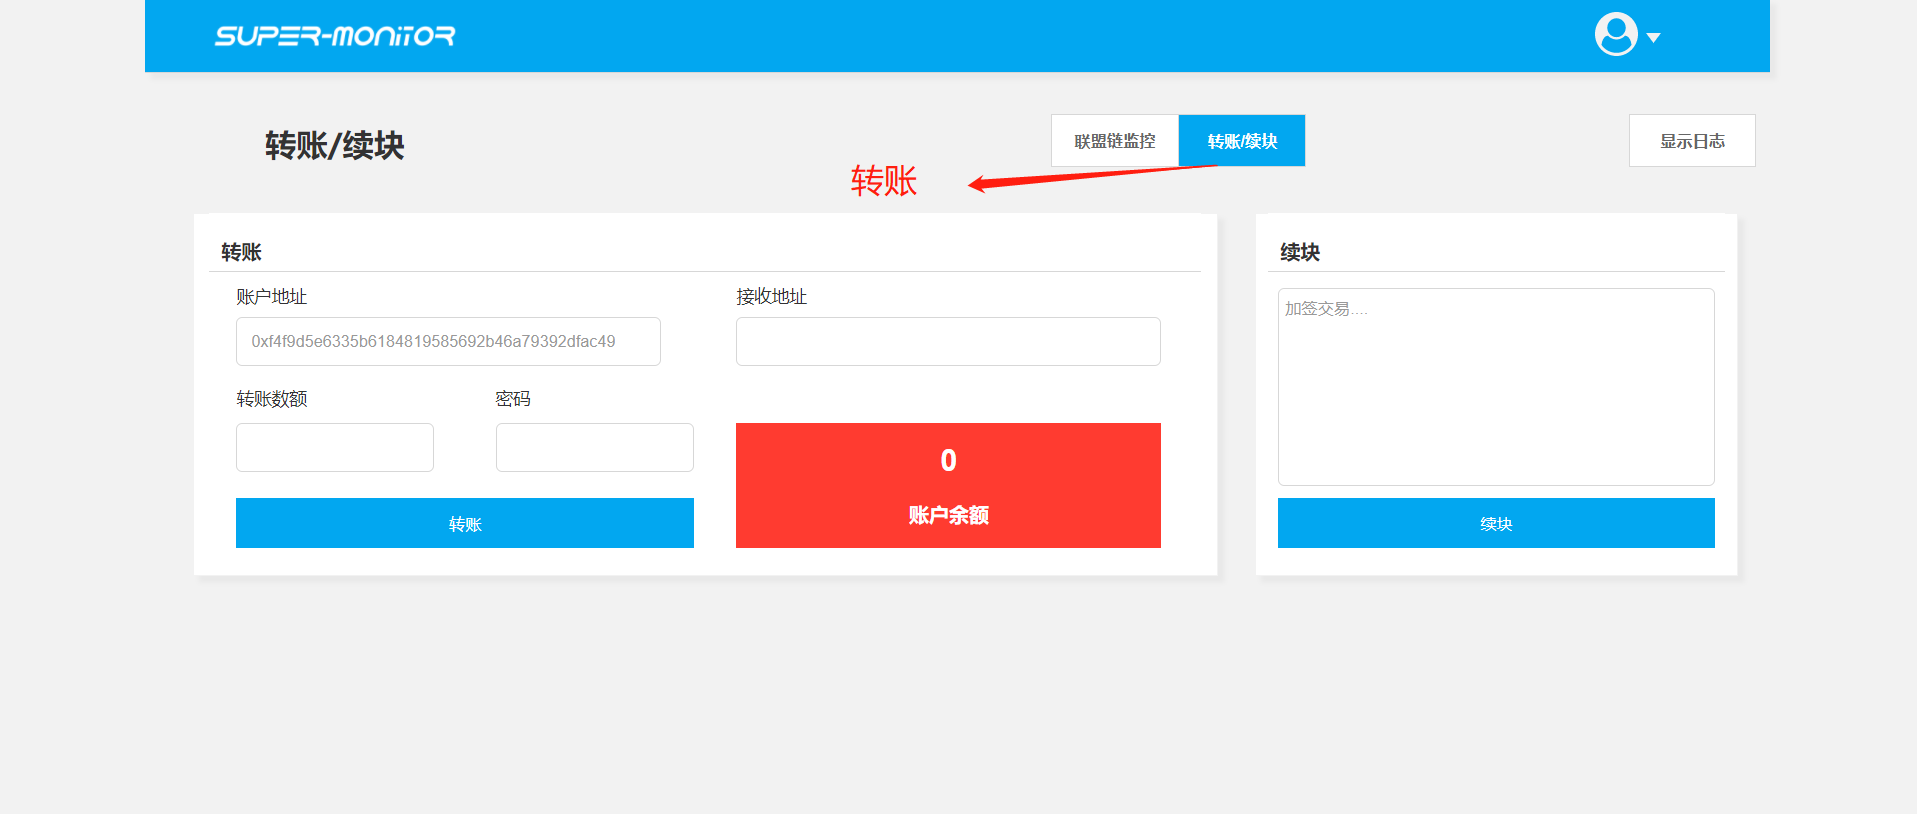 SUPER-MONITOR
转账/续块
联盟链监控
转账/续块
显示日志
转账
转账
账户地址
接收地址
0xf4f9d5e6335b6184819585692b46a79392dfac49
转账数额
密码
0
账户余额
转账
续块
加签交易....
续块